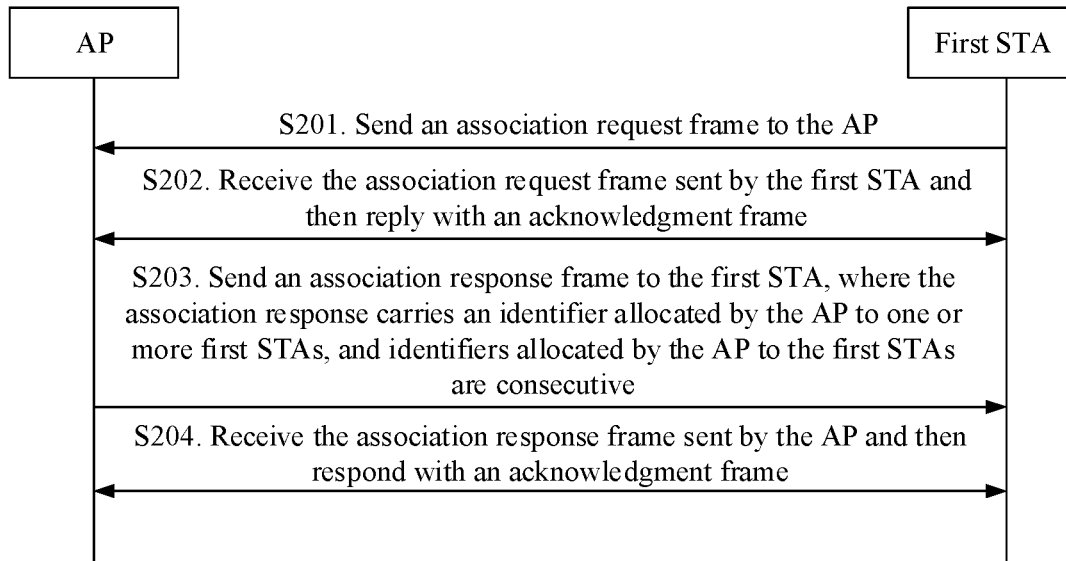 AP
First STA
S201. Send an association request frame to the AP
S202. Receive the association request frame sent by the first STA and
then reply with an acknowledgment frame
S203. Send an association response frame to the first STA, where the
association response carries an identifier allocated by the AP to one or
more first STAs, and identifiers allocated by the AP to the first STAs
are consecutive
S204. Receive the association response frame sent by the AP and then
respond with an acknowledgment frame